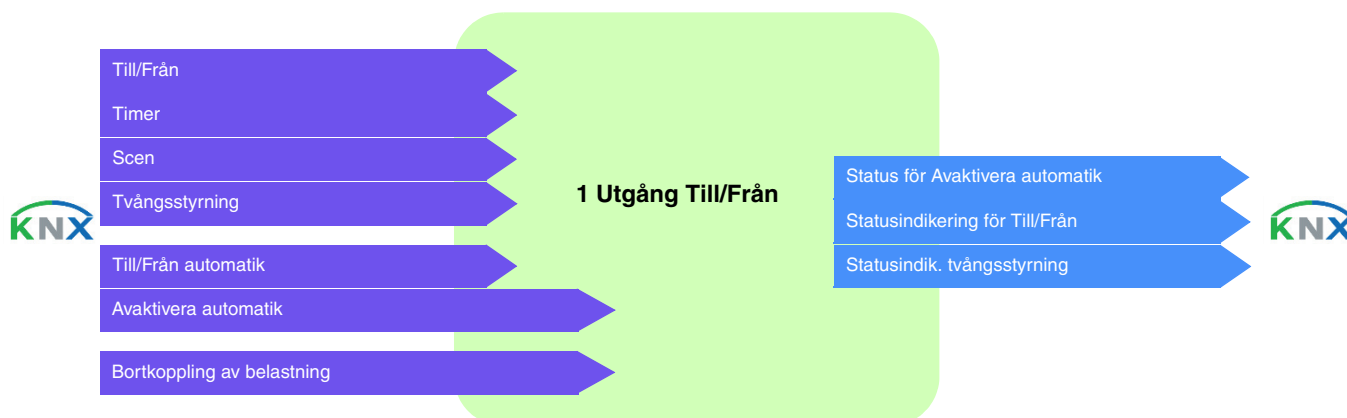 Till/Från
Timer
Scen
Tvångsstyrning
KNX
Till/Från automatik
Avaktivera automatik
Bortkoppling av belastning
1 Utgång Till/Från
Status för Avaktivera automatik
Statusindikering för Till/Från
Statusindik. tvångsstyrning
KNX